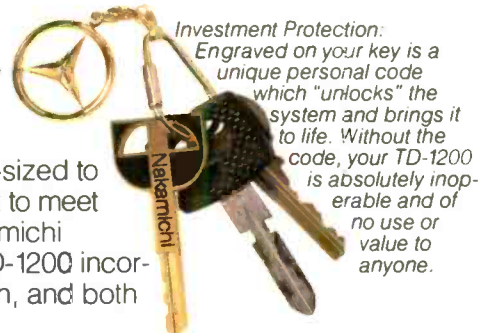 Investment Protection:
Engraved on your key is a
unique personal code
which "unlocks" the
system and brings it
to life. Without the
code, your TD-1200
is absolutely inop-
erable and of
no use or
value to
anyone.
Nakamichi
-sized to
to meet
amichi
D-1200 incor-
n, and both